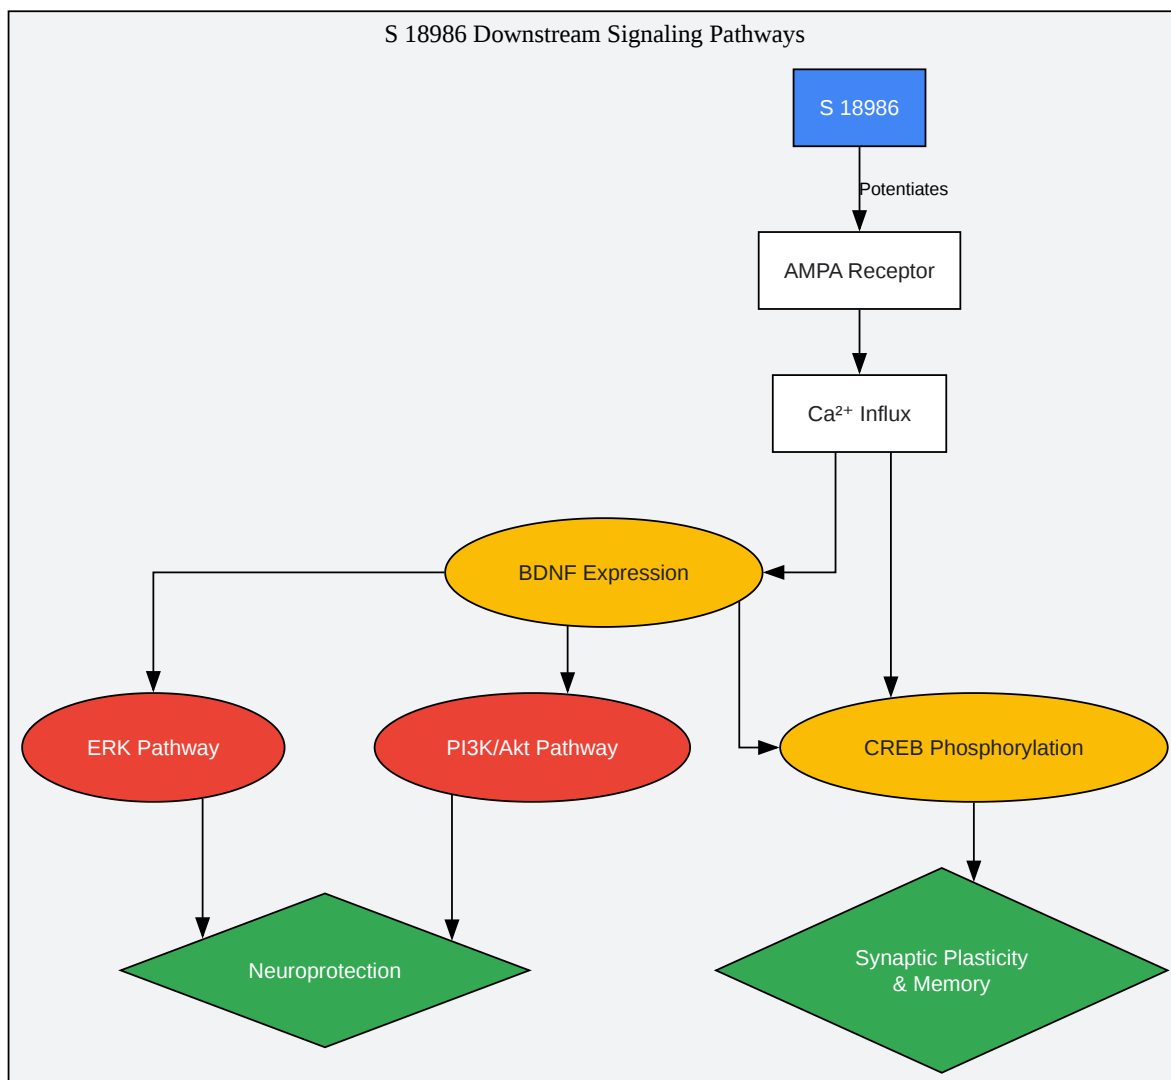 S 18986 Downstream Signaling Pathways
S 18986
Potentiates
AMPA Receptor
Ca²⁺ Influx
BDNF Expression
ERK Pathway
PI3K/Akt Pathway
CREB Phosphorylation
Neuroprotection
Synaptic Plasticity
& Memory